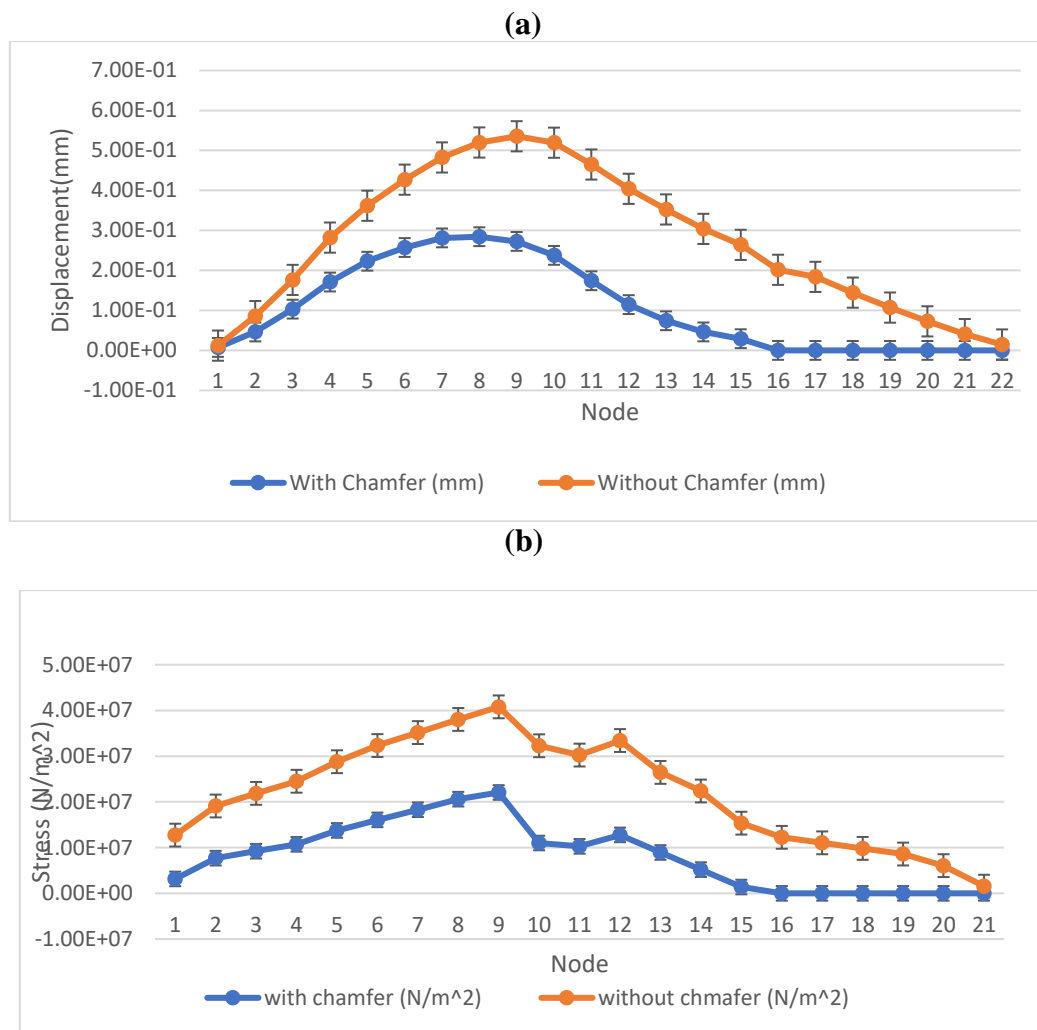 (a)
7.00E-01
6.00E-01
5.00E-01
4.00E-01
3.00E-01
2.00E-01
1.00E-01
0.00E+00
-1.00E-01
Displacement(mm)
1 2 3 4 5 6 7 8 9 10 11 12 13 14 15 16 17 18 19 20 21 22
Node
With Chamfer (mm) Without Chamfer (mm)
(b)
5.00E+07
4.00E+07
3.00E+07
2.00E+07
1.00E+07
0.00E+00
-1.00E+07
Stress (N/m^2)
1 2 3 4 5 6 7 8 9 10 11 12 13 14 15 16 17 18 19 20 21
Node
with chamfer (N/m^2) without chmafer (N/m^2)